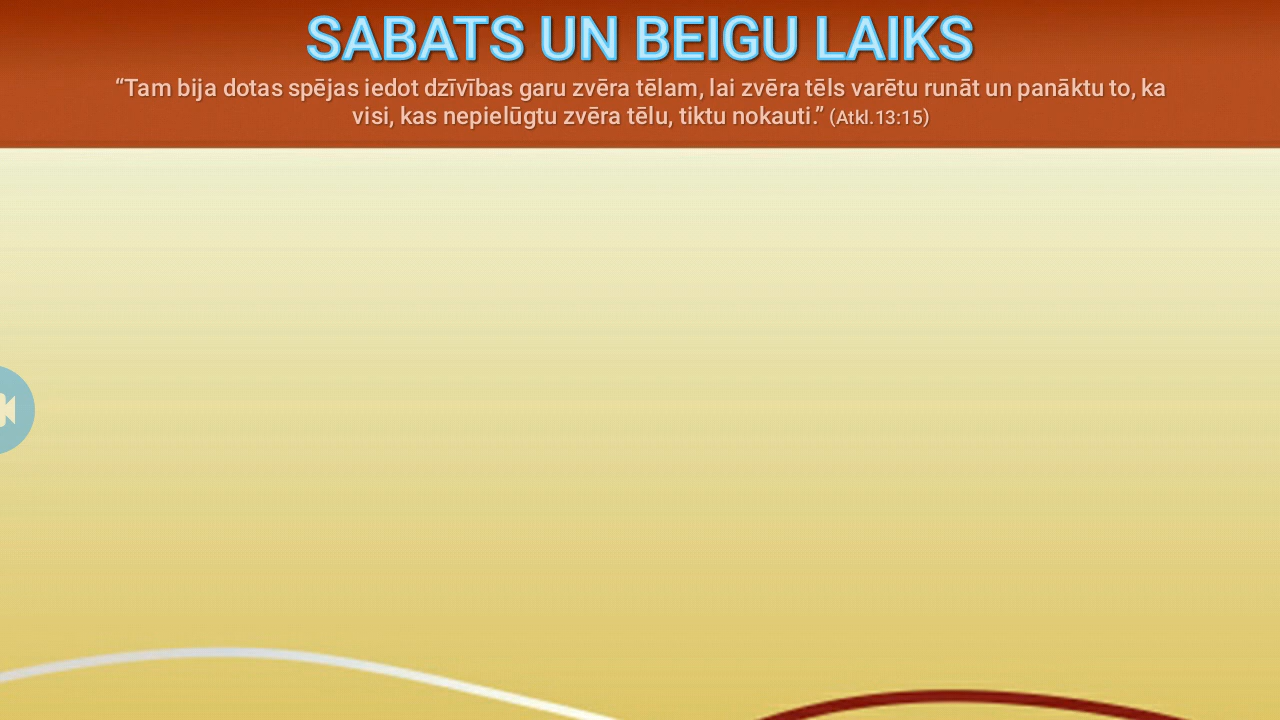 SABATS UN BEIGU LAIKS
“Tam bija dotas spējas iedot dzīvības garu zvēra tēlam, lai zvēra tēls varētu runāt un panāktu to, ka
visi, kas nepielūgtu zvēra tēlu, tiktu nokauti.” (Atkl.13:15)